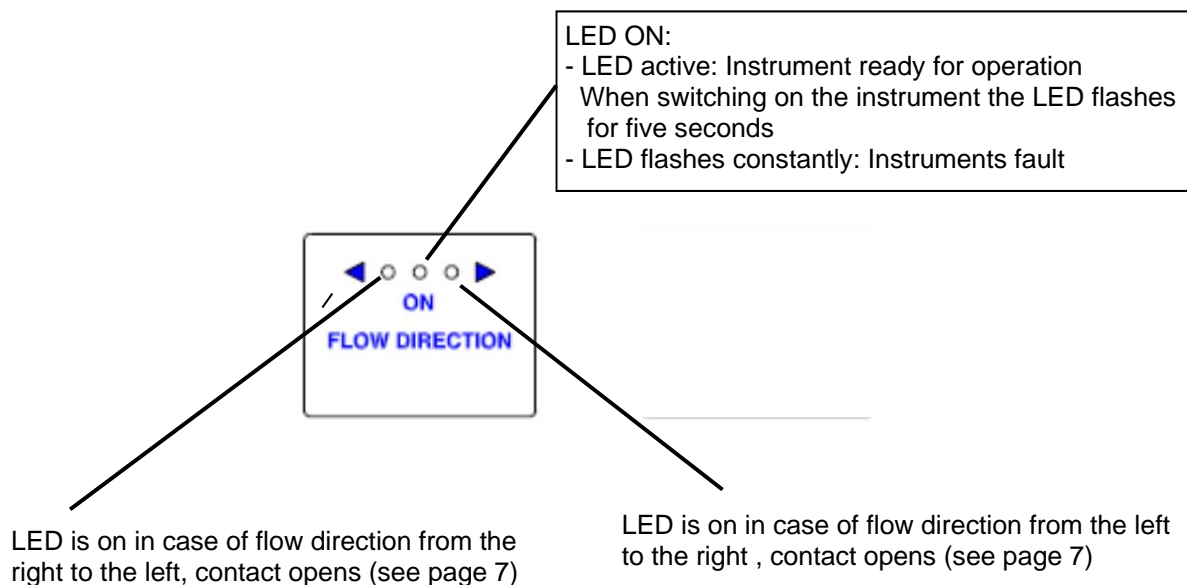 LED ON:
- LED active: Instrument ready for operation
When switching on the instrument the LED flashes
for five seconds
- LED flashes constantly: Instruments fault
ON
FLOW DIRECTION
LED is on in case of flow direction from the
right to the left, contact opens (see page 7)
LED is on in case of flow direction from the left
to the right , contact opens (see page 7)